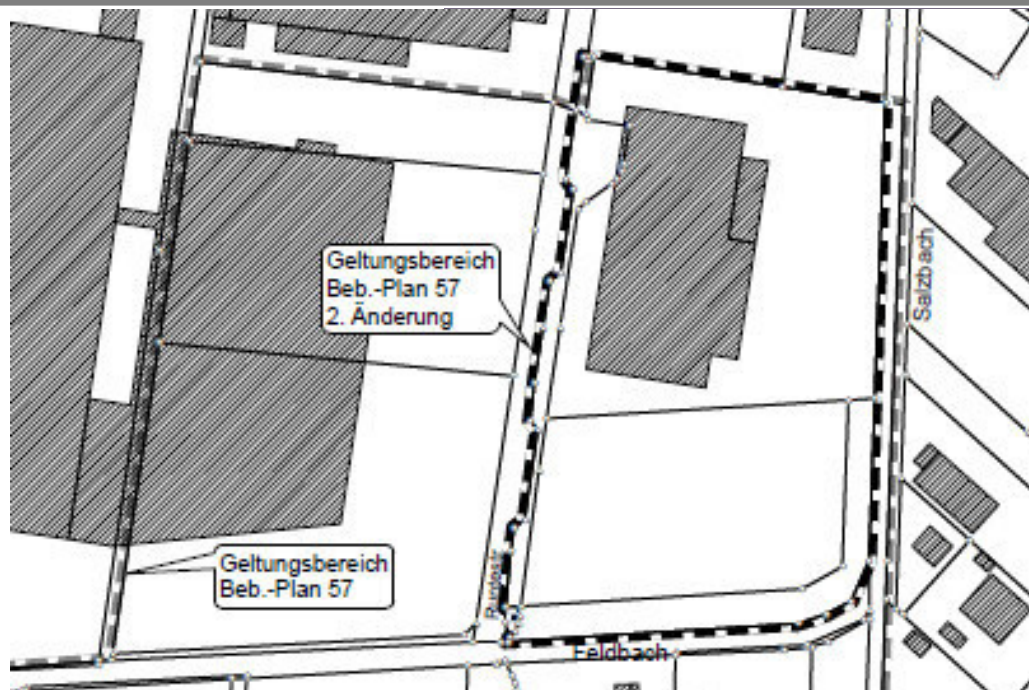 Geltungsbereich
Beb.-Plan 57
2. Änderung
Salzbach
Geltungsbereich
Beb.-Plan 57
Feldbach